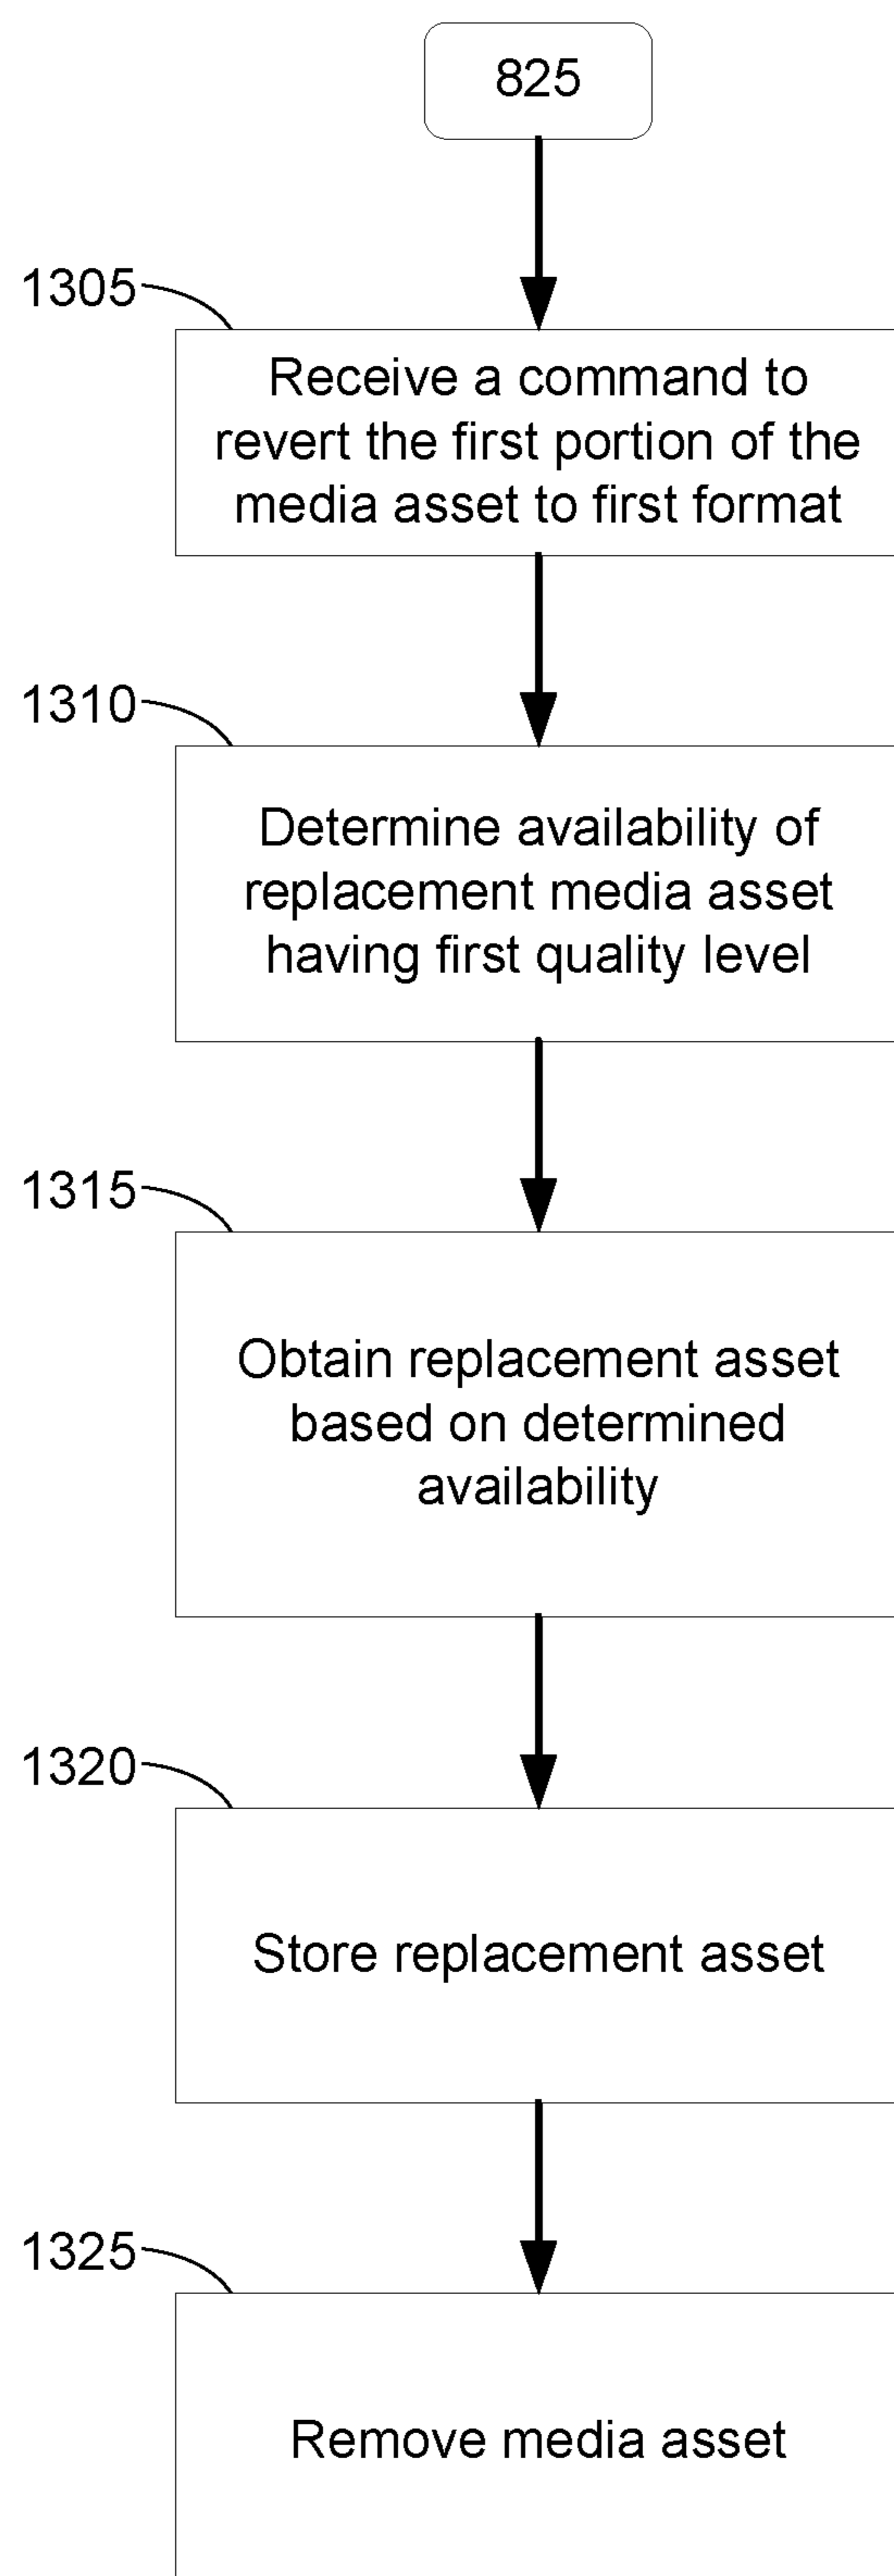 825
1305
Receive a command to
revert the first portion of the
media asset to first format
1310
Determine availability of
replacement media asset
having first quality level
1315
Obtain replacement asset
based on determined
availability
1320
Store replacement asset
1325
Remove media asset